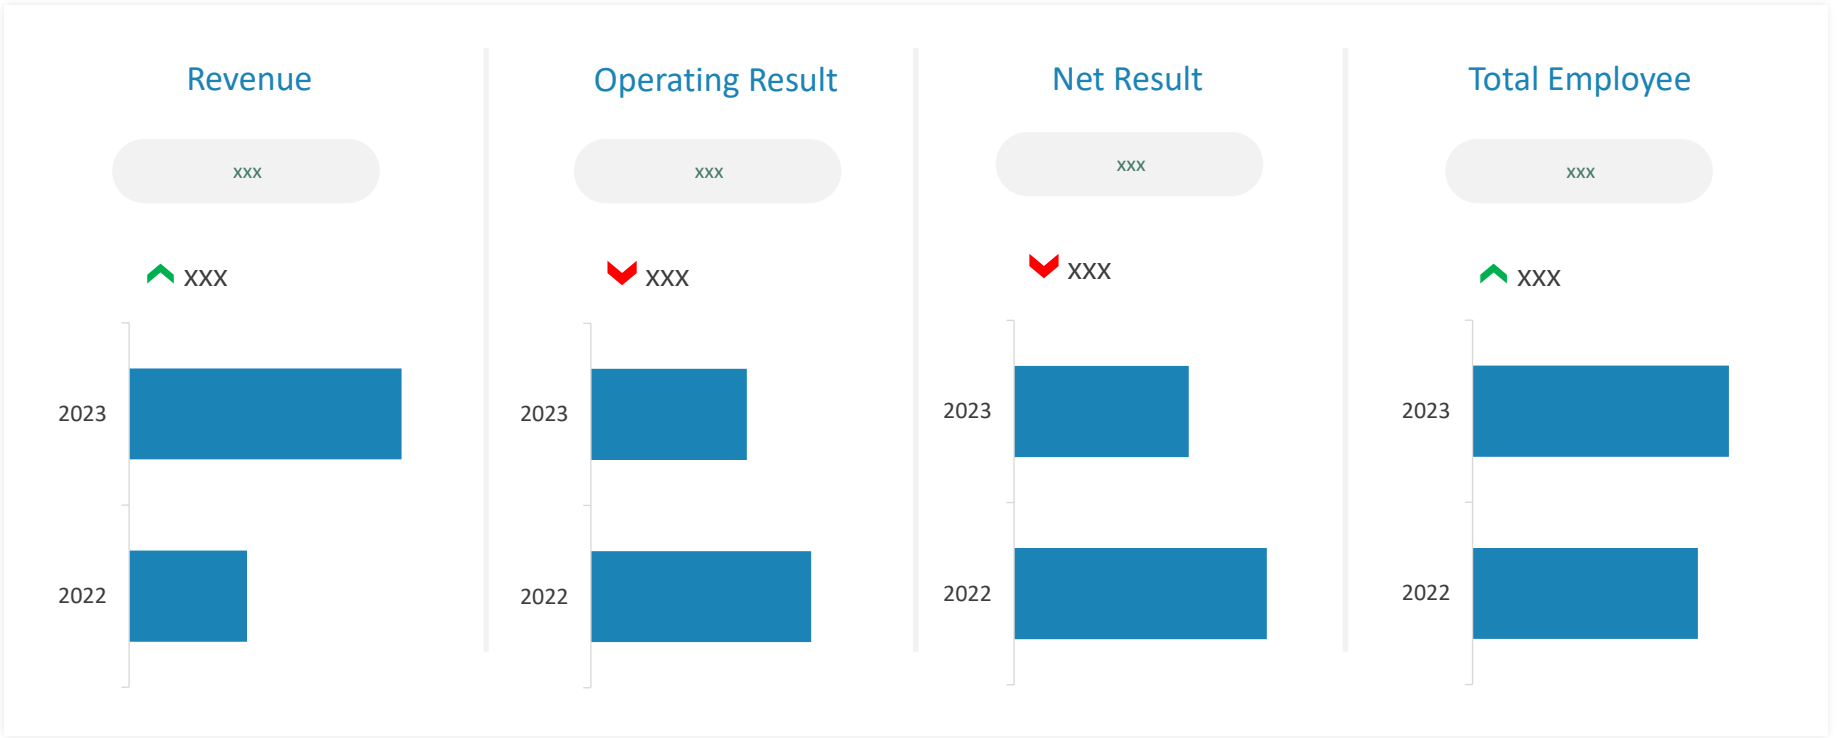 Revenue
xxx
xxx
2023
2022
Operating Result
xxx
xxx
2023
2022
Net Result
xxx
xxx
2023
2022
Total Employee
xxx
xxx
2023
2022